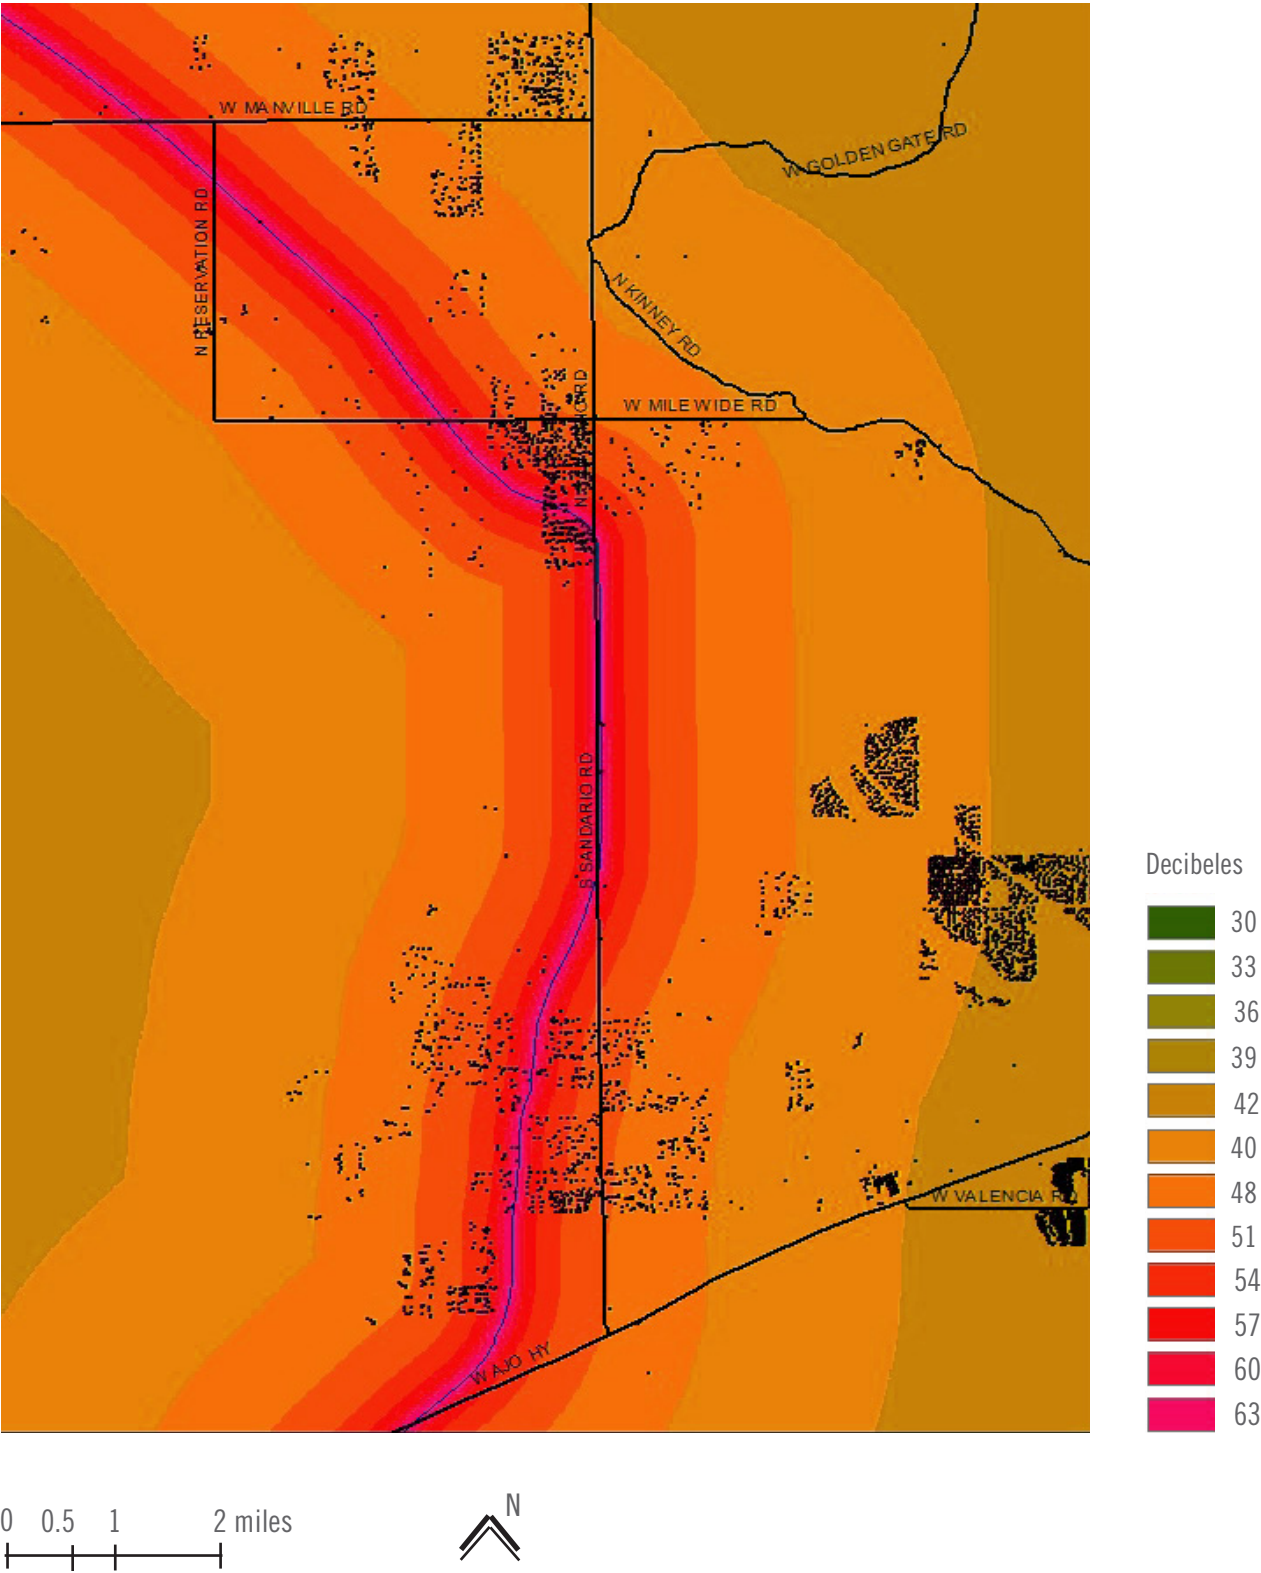 W MANVILLE RD
W GOLDEN GATE RD
N RESERVATION RD
N KINNEY RD
W MILE WIDE RD
S SANDARIO RD
W VALENCIA RD
W AJO HY
Decibeles
30
33
36
39
42
40
48
51
54
57
60
63
0 0.5 1 2 miles
N